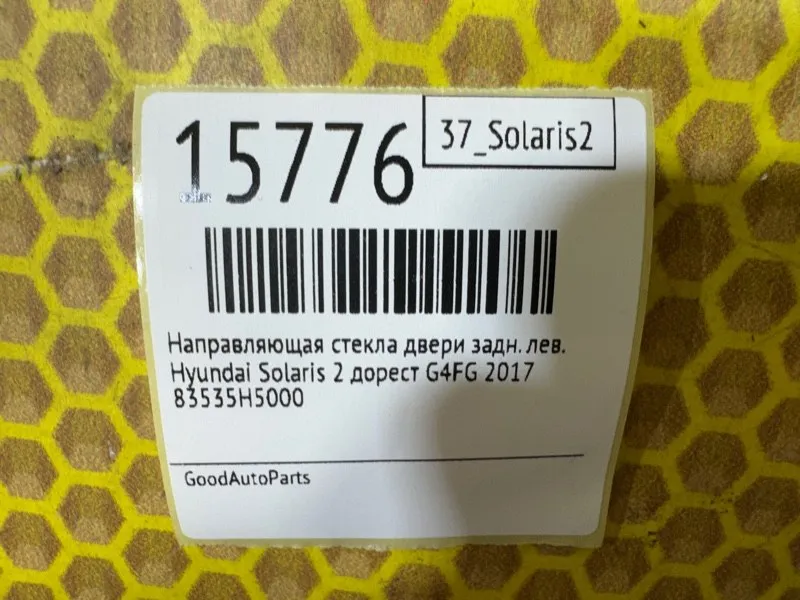 15776
37_Solaris2
Направляющая стекла двери задн. лев.
Hyundai Solaris 2 дорест G4FG 2017
83535H5000
GoodAutoParts